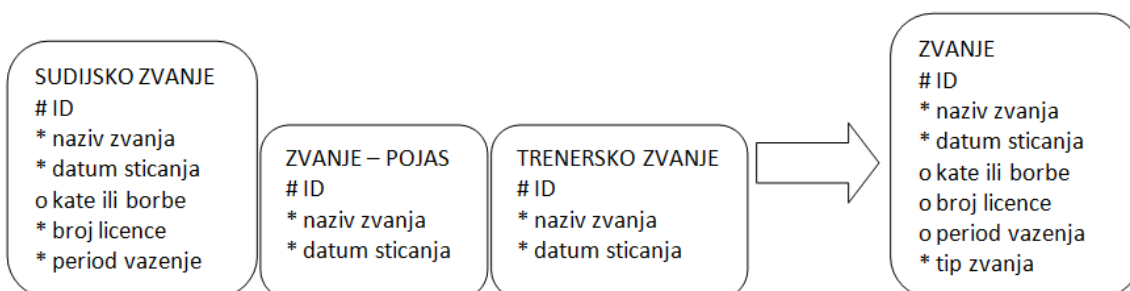 SUDIJSKO ZVANJE
# ID
* naziv zvanja
* datum sticanja
o kate ili borbe
* broj licence
* period vazenje
ZVANJE – POJAS
# ID
* naziv zvanja
* datum sticanja
TRENERSKO ZVANJE
# ID
* naziv zvanja
* datum sticanja
ZVANJE
# ID
* naziv zvanja
* datum sticanja
o kate ili borbe
o broj licence
o period vazenja
* tip zvanja